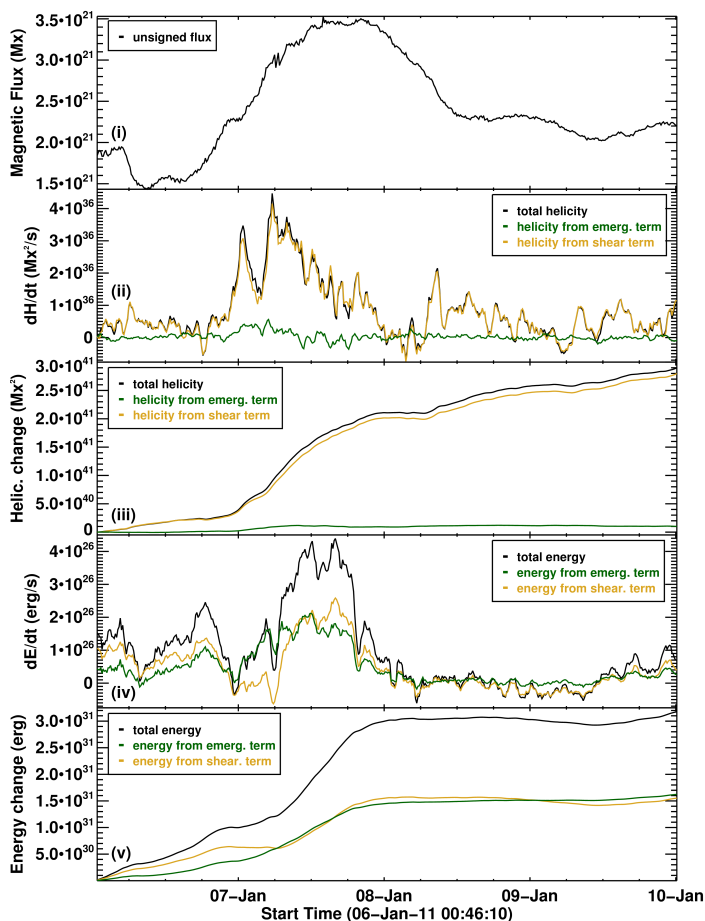 3.5•10²¹
3.0•10²¹
2.5•10²¹
2.0•10²¹
1.5•10²¹
Magnetic Flux (Mx)
unsigned flux
(i)
4•10³⁶
3•10³⁶
2•10³⁶
1•10³⁶
0
dH/dt (Mx²/s)
total helicity
helicity from emerg. term
helicity from shear term
(ii)
3.0•10⁴¹
2.5•10⁴¹
2.0•10⁴¹
1.5•10⁴¹
1.0•10⁴¹
5.0•10⁴⁰
0
Helic. change (Mx²)
total helicity
helicity from emerg. term
helicity from shear term
(iii)
4•10²⁶
3•10²⁶
2•10²⁶
1•10²⁶
0
dE/dt (erg/s)
total energy
energy from emerg. term
energy from shear. term
(iv)
3.0•10³¹
2.5•10³¹
2.0•10³¹
1.5•10³¹
1.0•10³¹
5.0•10³⁰
Energy change (erg)
total energy
energy from emerg. term
energy from shear. term
(v)
07–Jan 08–Jan 09–Jan 10–Jan
Start Time (06–Jan–11 00:46:10)